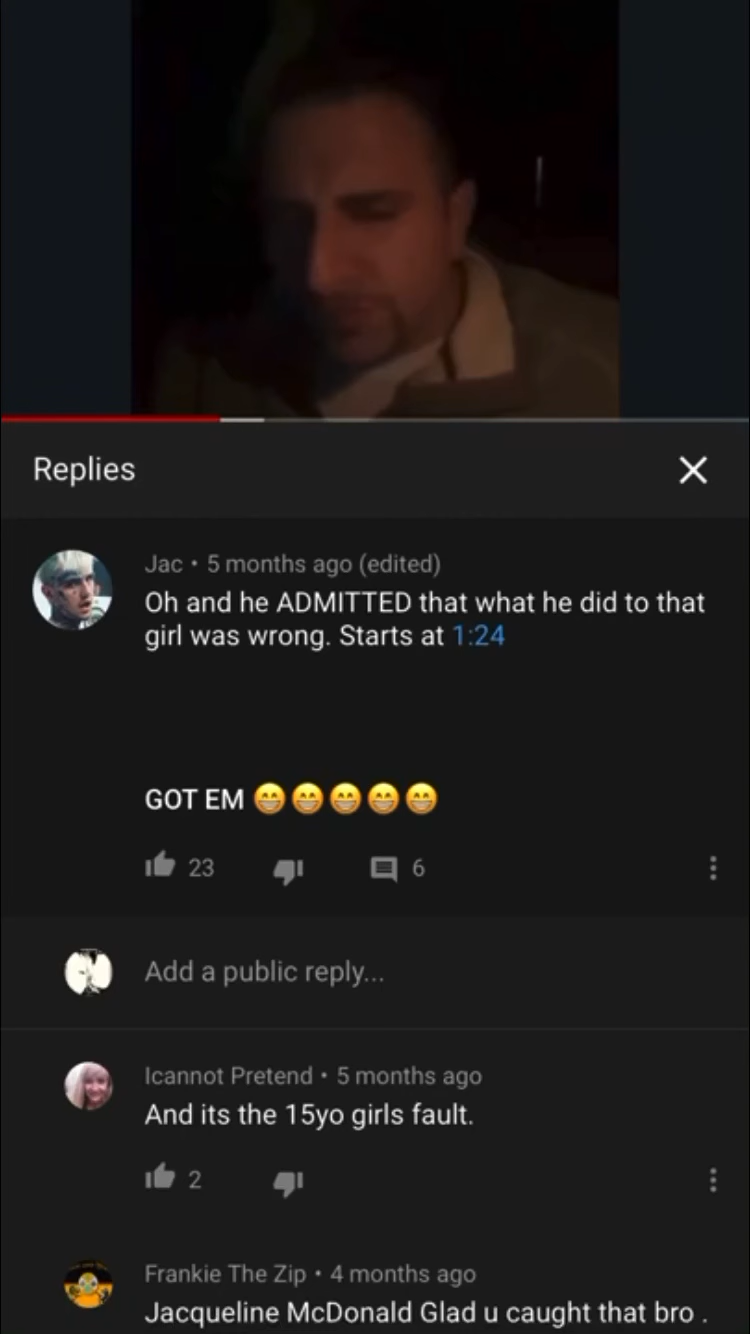 Replies
Jac • 5 months ago (edited)
Oh and he ADMITTED that what he did to that
girl was wrong. Starts at 1:24
GOT EM 😁😁😁😁😁
23
6
Add a public reply...
Icannot Pretend • 5 months ago
And its the 15yo girls fault.
2
Frankie The Zip • 4 months ago
Jacqueline McDonald Glad u caught that bro .